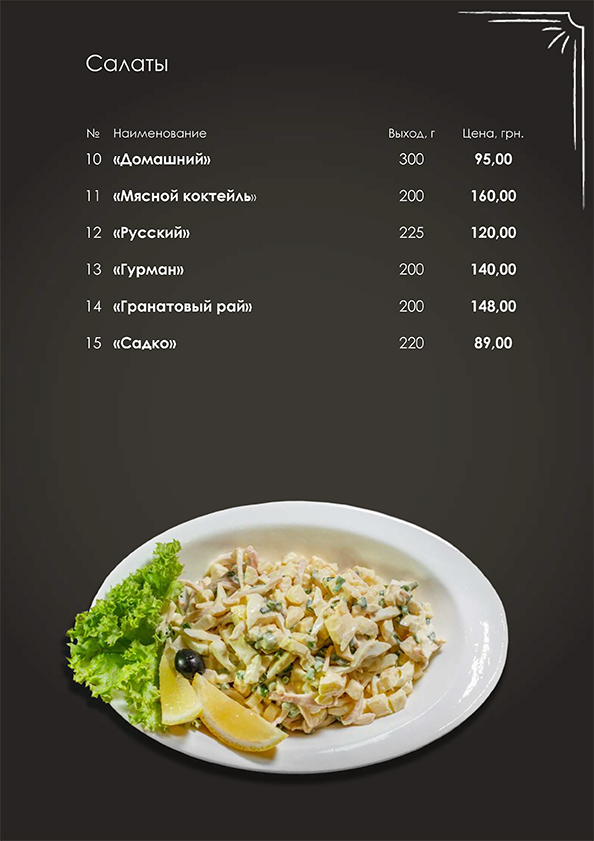 Салаты
№ Наименование Выход, г Цена, грн.
10 «Домашний» 300 95,00
11 «Мясной коктейль» 200 160,00
12 «Русский» 225 120,00
13 «Гурман» 200 140,00
14 «Гранатовый рай» 200 148,00
15 «Садко» 220 89,00